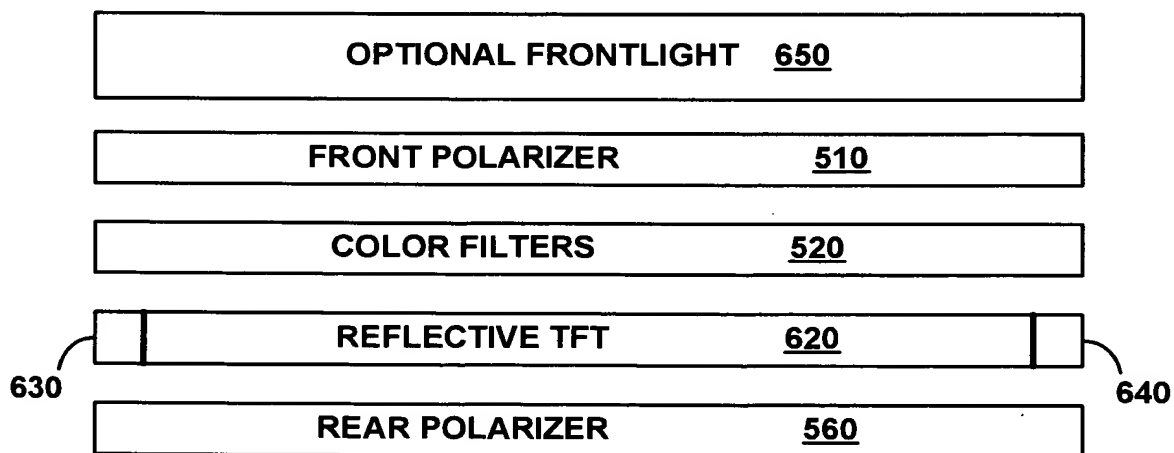 OPTIONAL FRONTLIGHT 650
FRONT POLARIZER 510
COLOR FILTERS 520
REFLECTIVE TFT 620
630
640
REAR POLARIZER 560